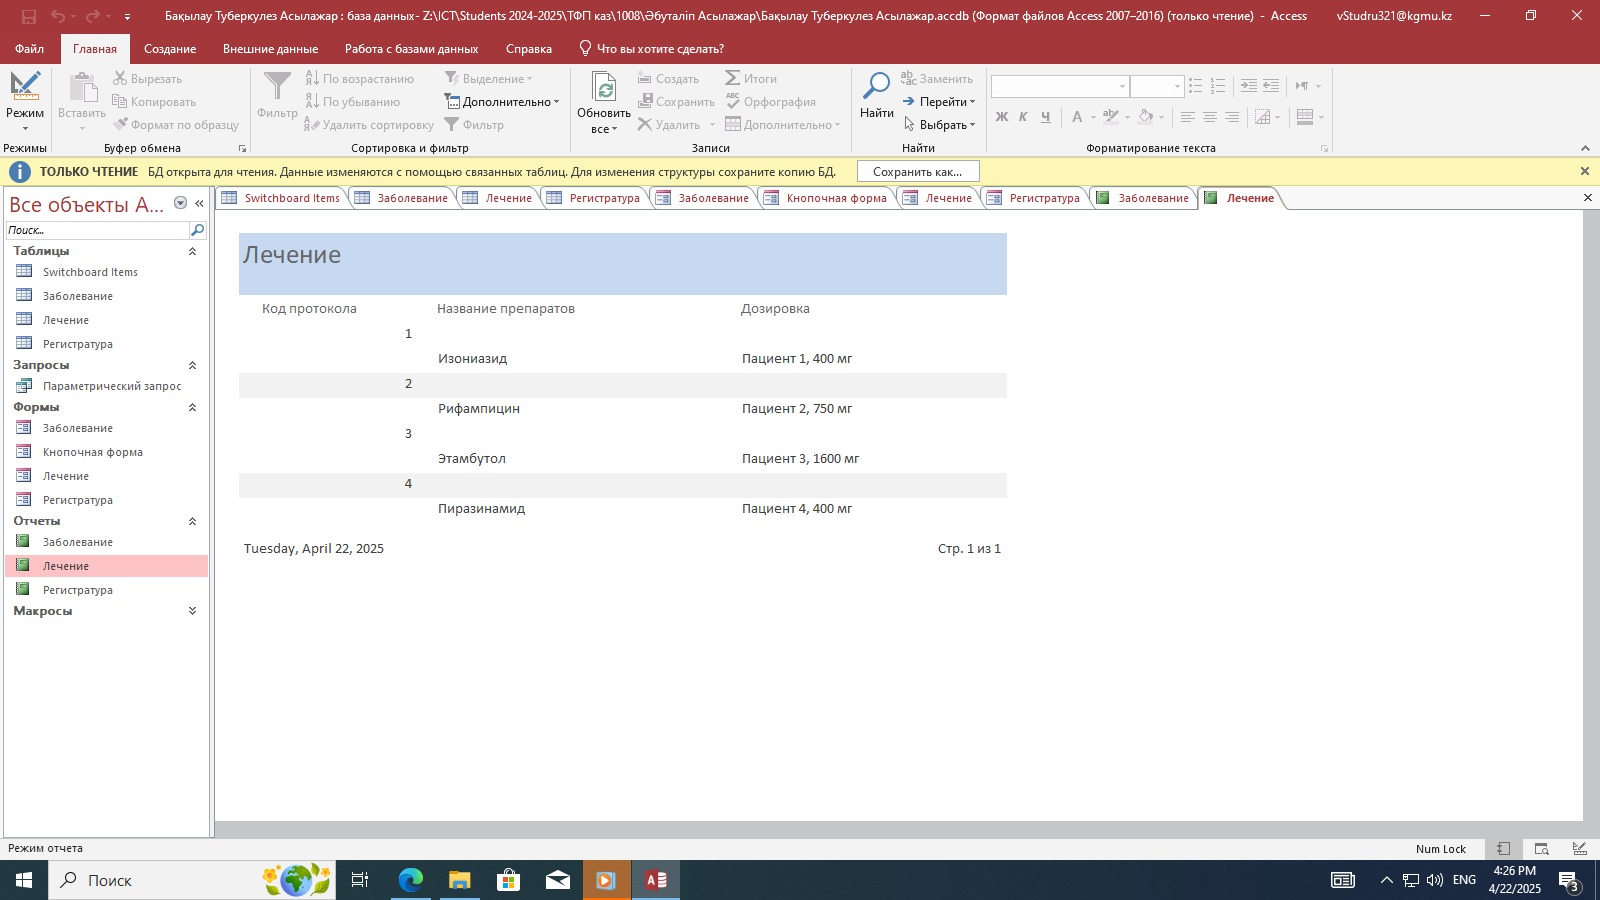 Бақылау Туберкулез Асылажар : база данных- Z:\ICT\Students 2024-2025\ТФП каз\1008\Әбуталіп Асылажар\Бақылау Туберкулез Асылажар.accdb (Формат файлов Access 2007–2016) (только чтение) - Access vStudru321@kgmu.kz
Файл Главная Создание Внешние данные Работа с базами данных Справка Что вы хотите сделать?
Режим
Режимы
Вставить
Вырезать
Копировать
Формат по образцу
Буфер обмена
Фильтр
По возрастанию
По убыванию
Удалить сортировку
Выделение
Дополнительно
Фильтр
Сортировка и фильтр
Обновить
все
Создать
Сохранить
Удалить
Итоги
Орфография
Дополнительно
Записи
Найти
Заменить
Перейти
Выбрать
Найти
Ж К Ч А
Форматирование текста
ТОЛЬКО ЧТЕНИЕ БД открыта для чтения. Данные изменяются с помощью связанных таблиц. Для изменения структуры сохраните копию БД. Сохранить как...
Все объекты A...
Поиск...
Таблицы
Switchboard Items
Заболевание
Лечение
Регистратура
Запросы
Параметрический запрос
Формы
Заболевание
Кнопочная форма
Лечение
Регистратура
Отчеты
Заболевание
Лечение
Регистратура
Макросы
Switchboard Items Заболевание Лечение Регистратура Заболевание Кнопочная форма Лечение Регистратура Заболевание Лечение
Лечение
Код протокола Название препаратов Дозировка
1
Изониазид Пациент 1, 400 мг
2
Рифампицин Пациент 2, 750 мг
3
Этамбутол Пациент 3, 1600 мг
4
Пиразинамид Пациент 4, 400 мг
Tuesday, April 22, 2025 Стр. 1 из 1
Режим отчета Num Lock
Поиск ENG
4:26 PM
4/22/2025
3